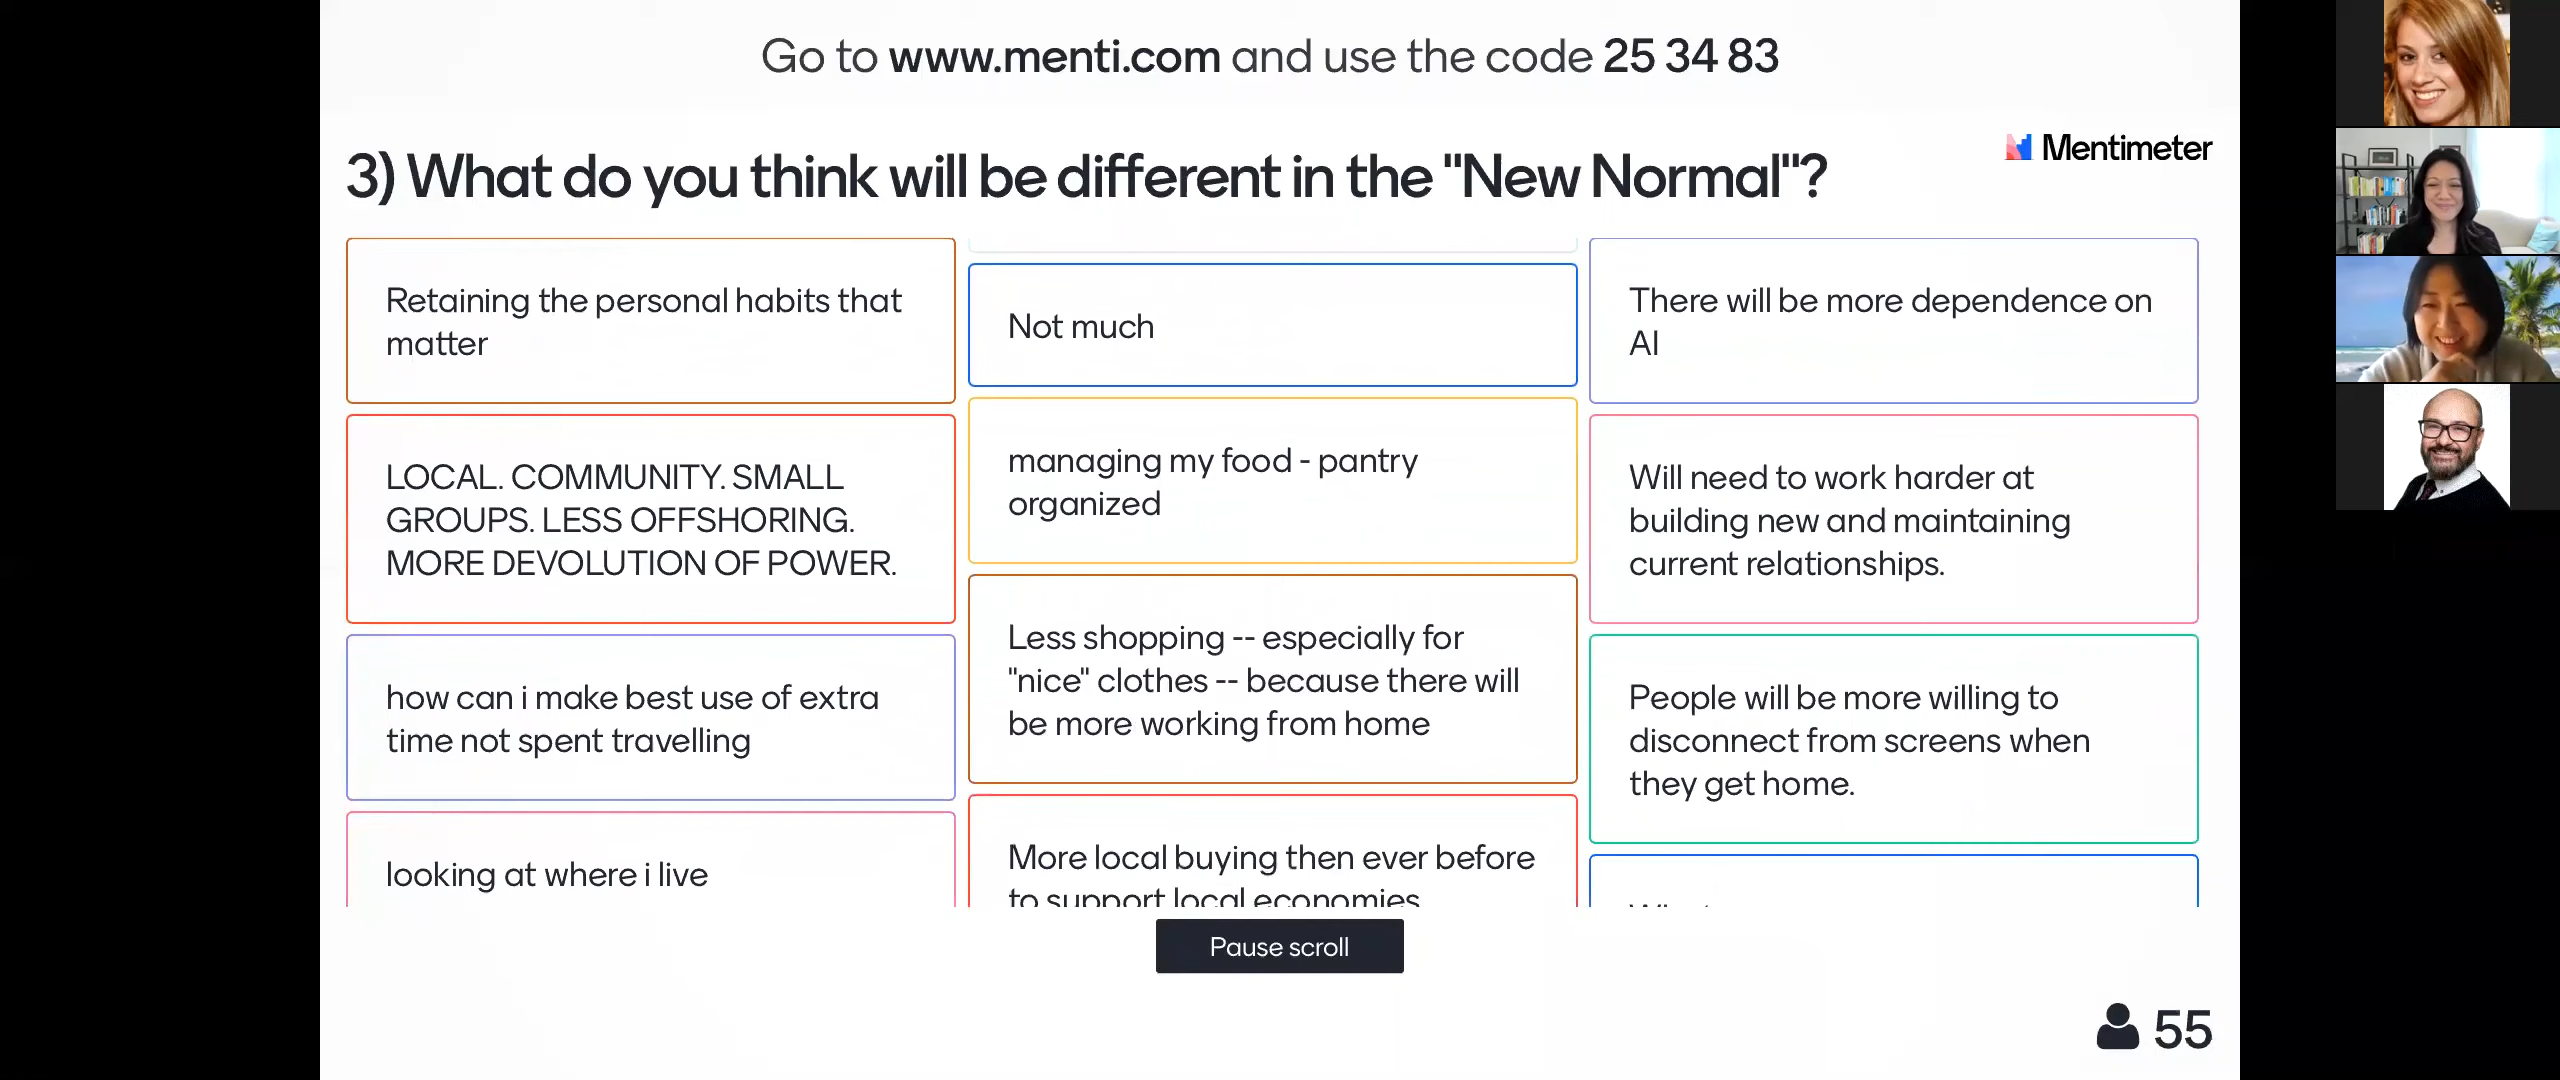 Go to www.menti.com and use the code 25 34 83
Mentimeter
3) What do you think will be different in the "New Normal"?
Retaining the personal habits that
matter
LOCAL. COMMUNITY. SMALL
GROUPS. LESS OFFSHORING.
MORE DEVOLUTION OF POWER.
how can i make best use of extra
time not spent travelling
looking at where i live
Not much
managing my food - pantry
organized
Less shopping -- especially for
"nice" clothes -- because there will
be more working from home
More local buying then ever before
to support local economies
There will be more dependence on
AI
Will need to work harder at
building new and maintaining
current relationships.
People will be more willing to
disconnect from screens when
they get home.
Pause scroll
55